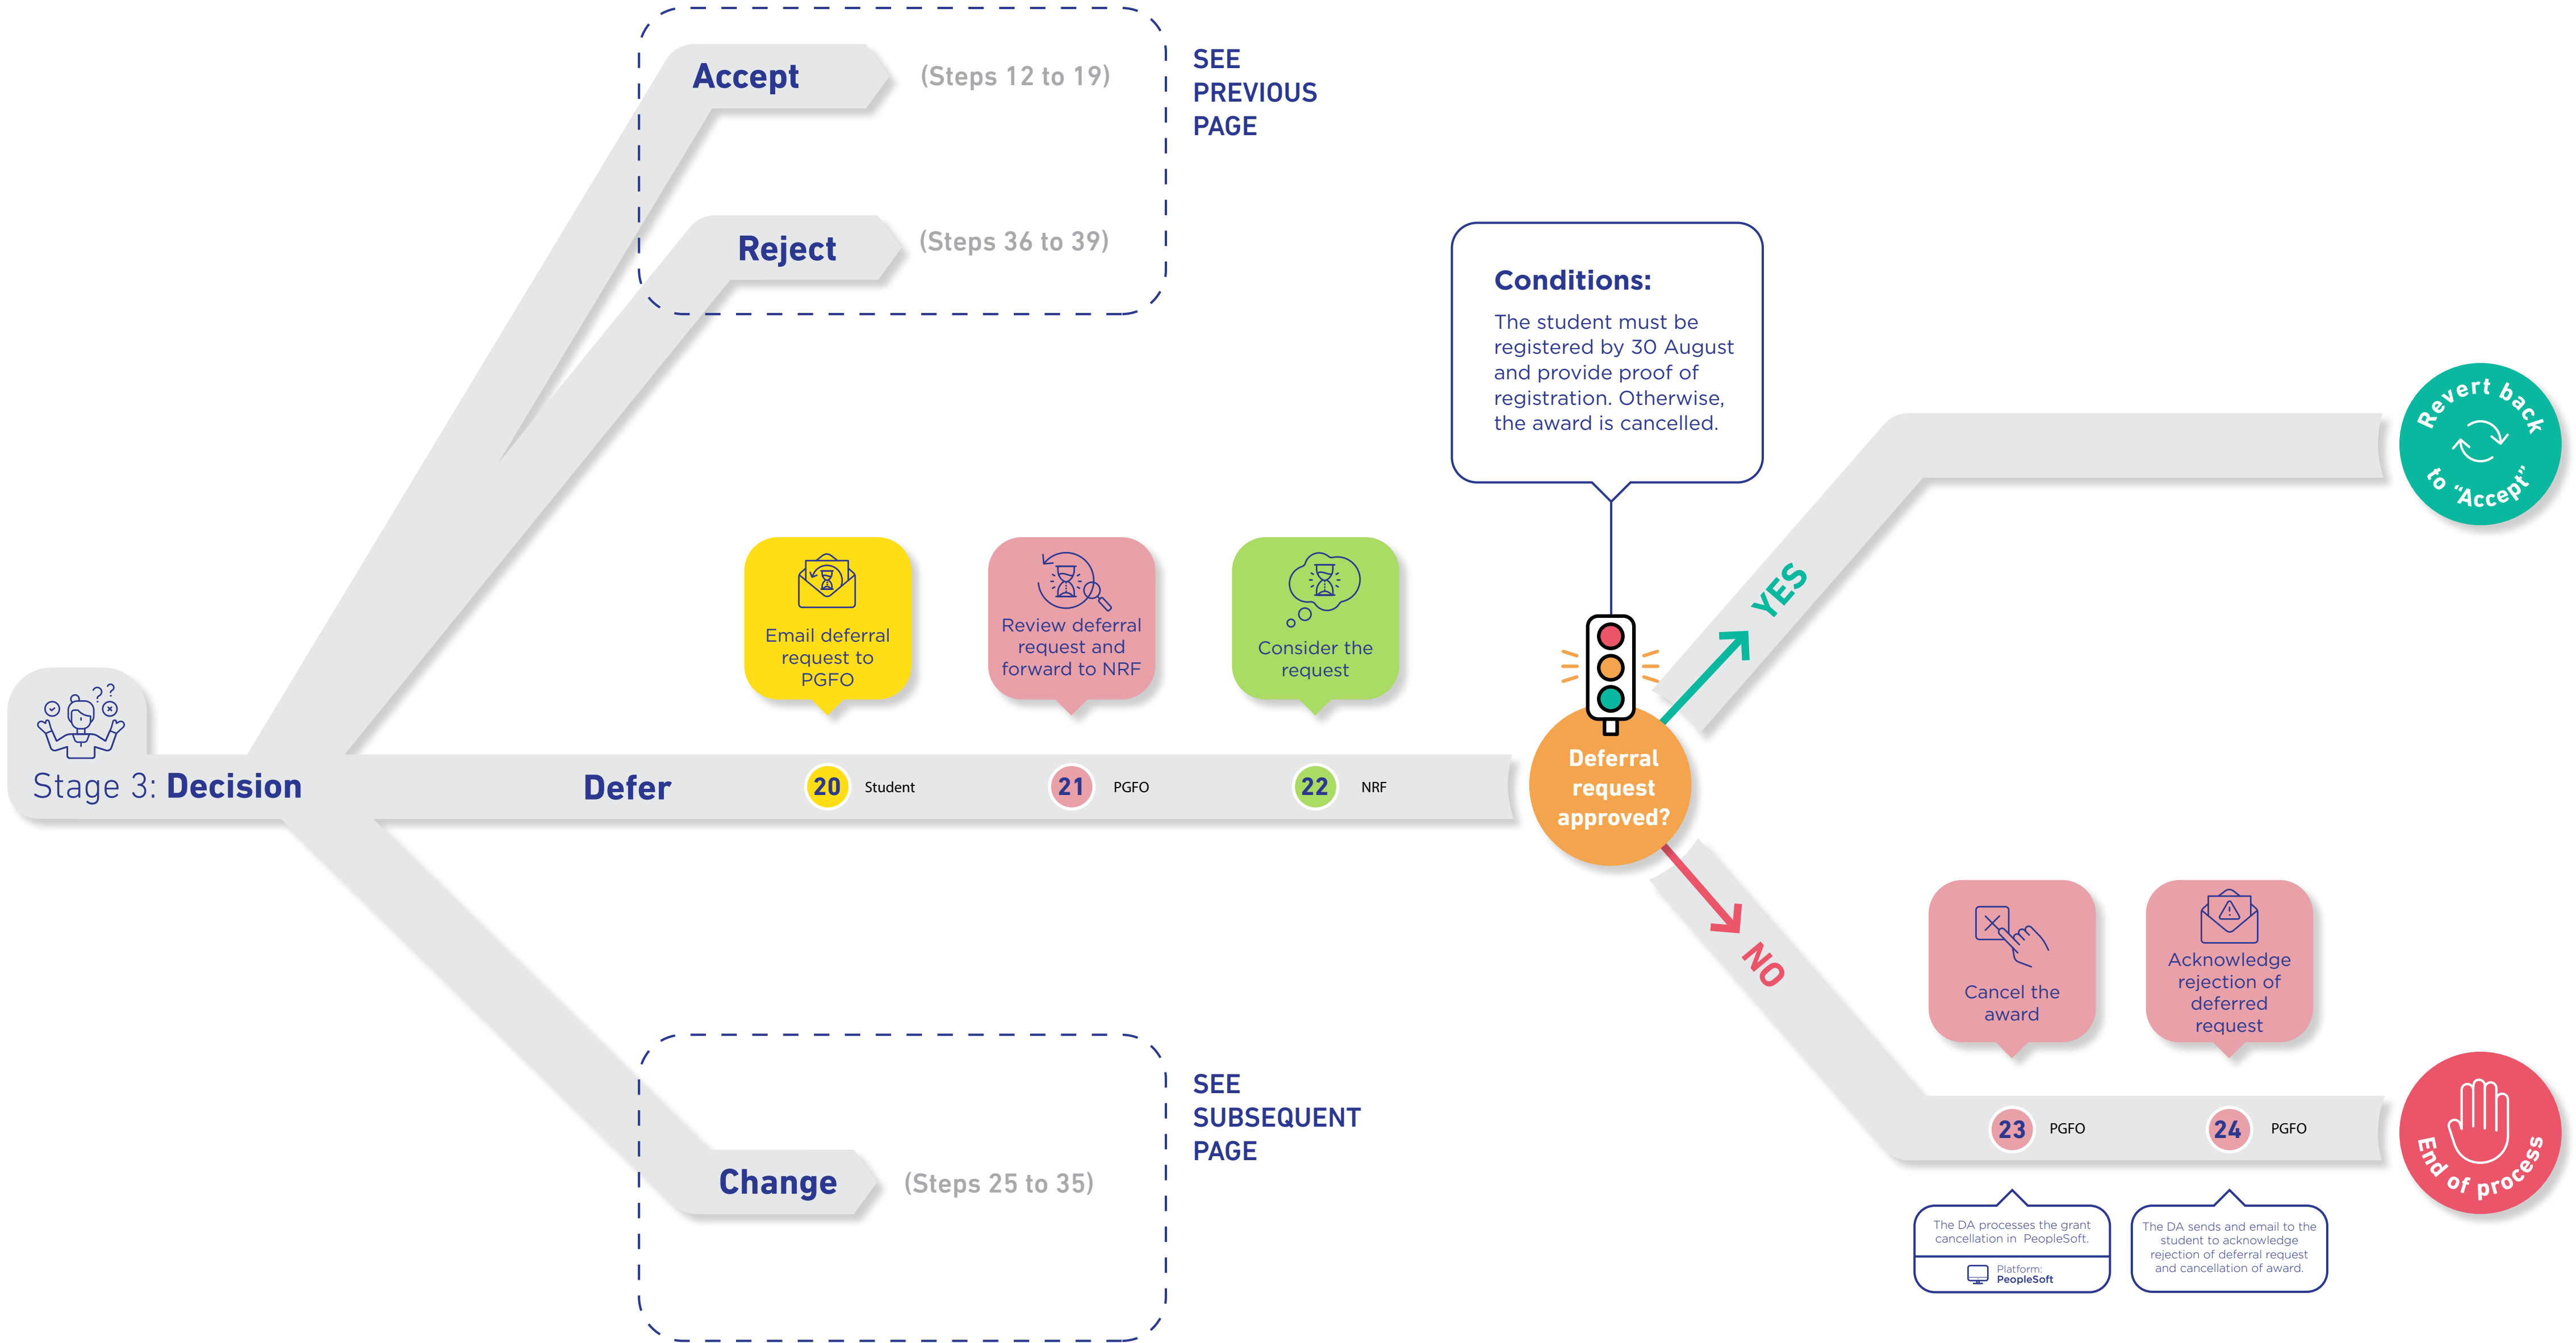 Accept
(Steps 12 to 19)
SEE
PREVIOUS
PAGE
Reject
(Steps 36 to 39)
Conditions:
The student must be
registered by 30 August
and provide proof of
registration. Otherwise,
the award is cancelled.
Revert back
to “Accept”
YES
Email deferral
request to
PGFO
Review deferral
request and
forward to NRF
Consider the
request
??
Stage 3: Decision
Defer
20 Student
21 PGFO
22 NRF
Deferral
request
approved?
NO
Cancel the
award
Acknowledge
rejection of
deferred
request
SEE
SUBSEQUENT
PAGE
Change
(Steps 25 to 35)
23 PGFO
24 PGFO
End of process
The DA processes the grant
cancellation in PeopleSoft.
Platform:
PeopleSoft
The DA sends and email to the
student to acknowledge
rejection of deferral request
and cancellation of award.